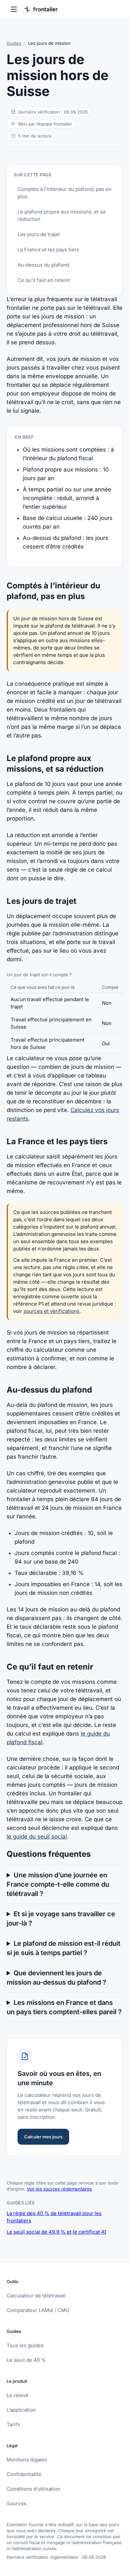 frontalier
Guides / Les jours de mission
Les jours de
mission hors de
Suisse
Dernière vérification : 09.09.2026
Relu par l'équipe frontalier
5 min de lecture
SUR CETTE PAGE
Comptés à l'intérieur du plafond, pas en
plus
Le plafond propre aux missions, et sa
réduction
Les jours de trajet
La France et les pays tiers
Au-dessus du plafond
Ce qu'il faut en retenir
L'erreur la plus fréquente sur le télétravail
frontalier ne porte pas sur le télétravail. Elle
porte sur les jours de mission : un
déplacement professionnel hors de Suisse
ne s'ajoute pas à votre droit au télétravail,
il se prend dedans.
Autrement dit, vos jours de mission et vos
jours passés à travailler chez vous puisent
dans la même enveloppe annuelle. Un
frontalier qui se déplace régulièrement
pour son employeur dispose de moins de
télétravail qu'il ne le croit, sans que rien ne
le lui signale.
EN BREF
• Où les missions sont comptées : à
l'intérieur du plafond fiscal
• Plafond propre aux missions : 10
jours par an
• À temps partiel ou sur une année
incomplète : réduit, arrondi à
l'entier supérieur
• Base de calcul usuelle : 240 jours
ouvrés par an
• Au-dessus du plafond : les jours
cessent d'être crédités
Comptés à l'intérieur du
plafond, pas en plus
Un jour de mission hors de Suisse est
imputé sur le contingent de télétravail. Il ne
s'y ajoute pas. Un plafond annuel de 10 jours
s'applique en outre aux missions elles-
mêmes, de sorte que deux limites se
vérifient en même temps et que la plus
contraignante décide.
La conséquence pratique est simple à
énoncer et facile à manquer : chaque jour
de mission est un jour de télétravail en
moins. Deux frontaliers qui
télétravaillent le même nombre de jours
n'ont pas la même marge si l'un se déplace
et l'autre pas.
Le plafond propre aux
missions, et sa réduction
Le plafond de 10 jours vaut pour une année
complète à temps plein. À temps partiel, ou
si votre contrat ne couvre qu'une partie de
l'année, il est réduit dans la même
proportion.
La réduction est arrondie à l'entier
supérieur. Un mi-temps ne perd donc pas
exactement la moitié de ses jours de
mission, et l'arrondi va toujours dans votre
sens — c'est la seule règle de ce calcul
dont on puisse le dire.
Les jours de trajet
Un déplacement occupe souvent plus de
jours que la mission elle-même n'en dure.
La règle publiée par l'administration distingue
trois situations, et elle porte sur le travail
effectué, pas sur le lieu où vous vous
dormi.
Un jour de trajet est-il compté ?
Ce que vous avez fait ce jour-là Compté
Aucun travail effectué pendant le
trajet Non
Travail effectué principalement en
Suisse Non
Travail effectué principalement
hors de Suisse Oui
Le calculateur ne vous pose qu'une
question — combien de jours de mission —
et c'est à vous d'appliquer ce tableau
avant de répondre. C'est un calcul de plus
de tenir le décompte au fil de l'eau : un jour
oublié coûte moins à noter le soir même
qu'à reconstituer en décembre : la
distinction se perd vite. Calculez vos jours
restants.
La France et les pays tiers
Le calculateur saisit séparément les jours
de mission effectués en France et ceux
effectués dans un autre État, parce que le
mécanisme de recouvrement n'y est pas
le même.
Ce que les sources publiées ne tranchent
pas, c'est l'ordre dans lequel ces deux
catégories s'imputent sur le plafond.
L'administration genevoise les traite comme
une somme unique ; les exemples publiés
n'ordonnent jamais les deux.
Ce site impute la France en premier. C'est
une lecture, et non une règle citée : elle ne
change rien tant que tous vos jours sont du
même côté — elle change le résultat dès
qu'ils sont partagés. Cette lecture est
enregistrée parmi nos points ouverts sous la
référence P1 et attend une revue juridique :
voir sources et vérifications.
Si vos jours de mission se répartissent
entre la France et un pays tiers, traitez le
chiffre du calculateur comme une
estimation à confirmer, et non comme un
nombre à déclarer.
Au-dessus du plafond
Au-delà du plafond de mission, les jours
supplémentaires cessent d'être crédités et
redeviennent imposables en France. Le
plafond fiscal, lui, peut très bien rester
respecté : les deux limites se vérifient
séparément, et franchir l'une ne signifie
pas franchir l'autre.
Un cas chiffré, tiré des exemples que
l'administration genevoise publie et que le
calculateur reproduit exactement. Un
frontalier à temps plein déclare 84 jours de
télétravail et 24 jours de mission en France
sur l'année.
• Jours de mission crédités : 10, soit le
plafond
• Jours comptés contre le plafond fiscal :
94 sur une base de 240
• Taux déclarable : 39,16 %
• Jours imposables en France : 14, soit les
jours de mission non crédités
Les 14 jours de mission au-delà du plafond
ne disparaissent pas : ils changent de côté.
Et le taux déclarable reste sous le plafond
fiscal, ce qui montre bien que les deux
limites ne se confondent pas.
Ce qu'il faut en retenir
Tenez le compte de vos missions comme
vous tenez celui de votre télétravail, et
notez pour chaque jour de déplacement où
le travail a été effectivement accompli. La
règle du lieu ne vous demandera pas
toujours, et c'est elle qui décide. Le reste
du calcul est expliqué dans le guide du
plafond fiscal.
Une dernière chose, sur la façon dont le
calculateur procède : il applique aussi le
seuil, celui de la sécurité sociale, aux
mêmes jours comptés — jours de mission
crédités inclus. Un frontalier qui
télétravaille peu mais se déplace beaucoup
s'en approche donc plus vite que son seul
télétravail ne le laisse croire. Ce que ce
second seuil déclenche est expliqué dans
le guide du seuil social.
Questions fréquentes
▶ Une mission d'une journée en
France compte-t-elle comme du
télétravail ?
▶ Et si je voyage sans travailler ce
jour-là ?
▶ Le plafond de mission est-il réduit
si je suis à temps partiel ?
▶ Que deviennent les jours de
mission au-dessus du plafond ?
▶ Les missions en France et dans
un pays tiers comptent-elles pareil ?
Savoir où vous en êtes, en
une minute
Le calculateur reprend vos jours de
télétravail et vous dit combien il vous
en reste avant chaque seuil. Gratuit,
sans inscription.
Calculer mes jours
Chaque règle citée sur cette page renvoie à son texte
d'origine. Voir les sources réglementaires
GUIDES LIÉS
La règle des 40 % de télétravail pour les
frontaliers
Le seuil social de 49,9 % et le certificat A1
Outils
Calculateur de télétravail
Comparateur LAMal / CMU
Guides
Tous les guides
Le seuil de 40 %
Le produit
Le relevé
L'application
Tarifs
Légal
Mentions légales
Confidentialité
Conditions d'utilisation
Sources
Estimation fournie à titre indicatif, sur la base des jours
que vous avez déclarés. Chaque jour enregistré est
horodaté par le service. Ce document ne constitue pas
un conseil fiscal et n'engage ni l'administration française
ni l'administration suisse.
Dernière vérification réglementaire : 09.09.2026